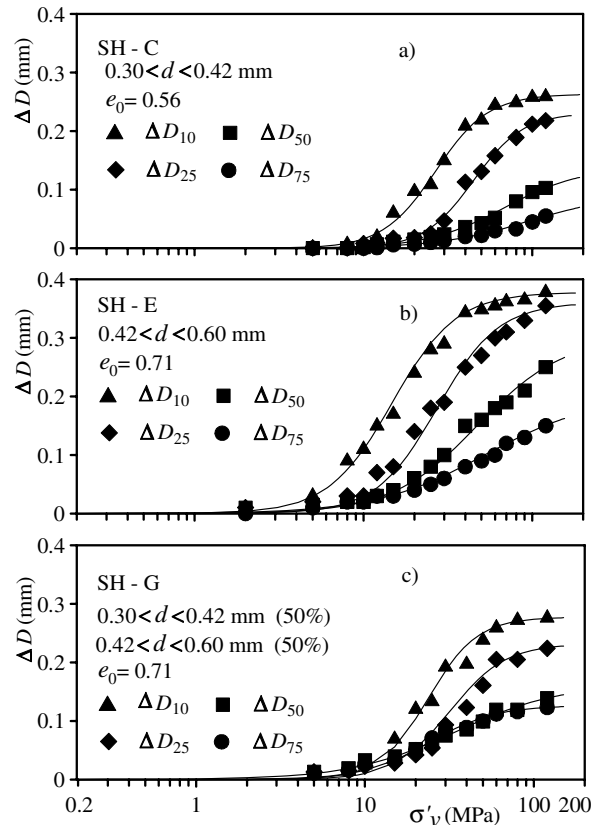 0.4
SH - C
a)
0.30<d<0.42 mm
0.3
e₀= 0.56
ΔD (mm)
0.2
ΔD₁₀ ΔD₅₀
0.1
ΔD₂₅ ΔD₇₅
0
0.4
SH - E
b)
0.3
0.42<d<0.60 mm
e₀= 0.71
ΔD (mm)
0.2
ΔD₁₀ ΔD₅₀
0.1
ΔD₂₅ ΔD₇₅
0
0.4
SH - G
c)
0.30<d<0.42 mm (50%)
0.3
0.42<d<0.60 mm (50%)
e₀= 0.71
ΔD (mm)
0.2
ΔD₁₀ ΔD₅₀
0.1
ΔD₂₅ ΔD₇₅
0
0.2 1 10 100 200
σ′ᵥ (MPa)